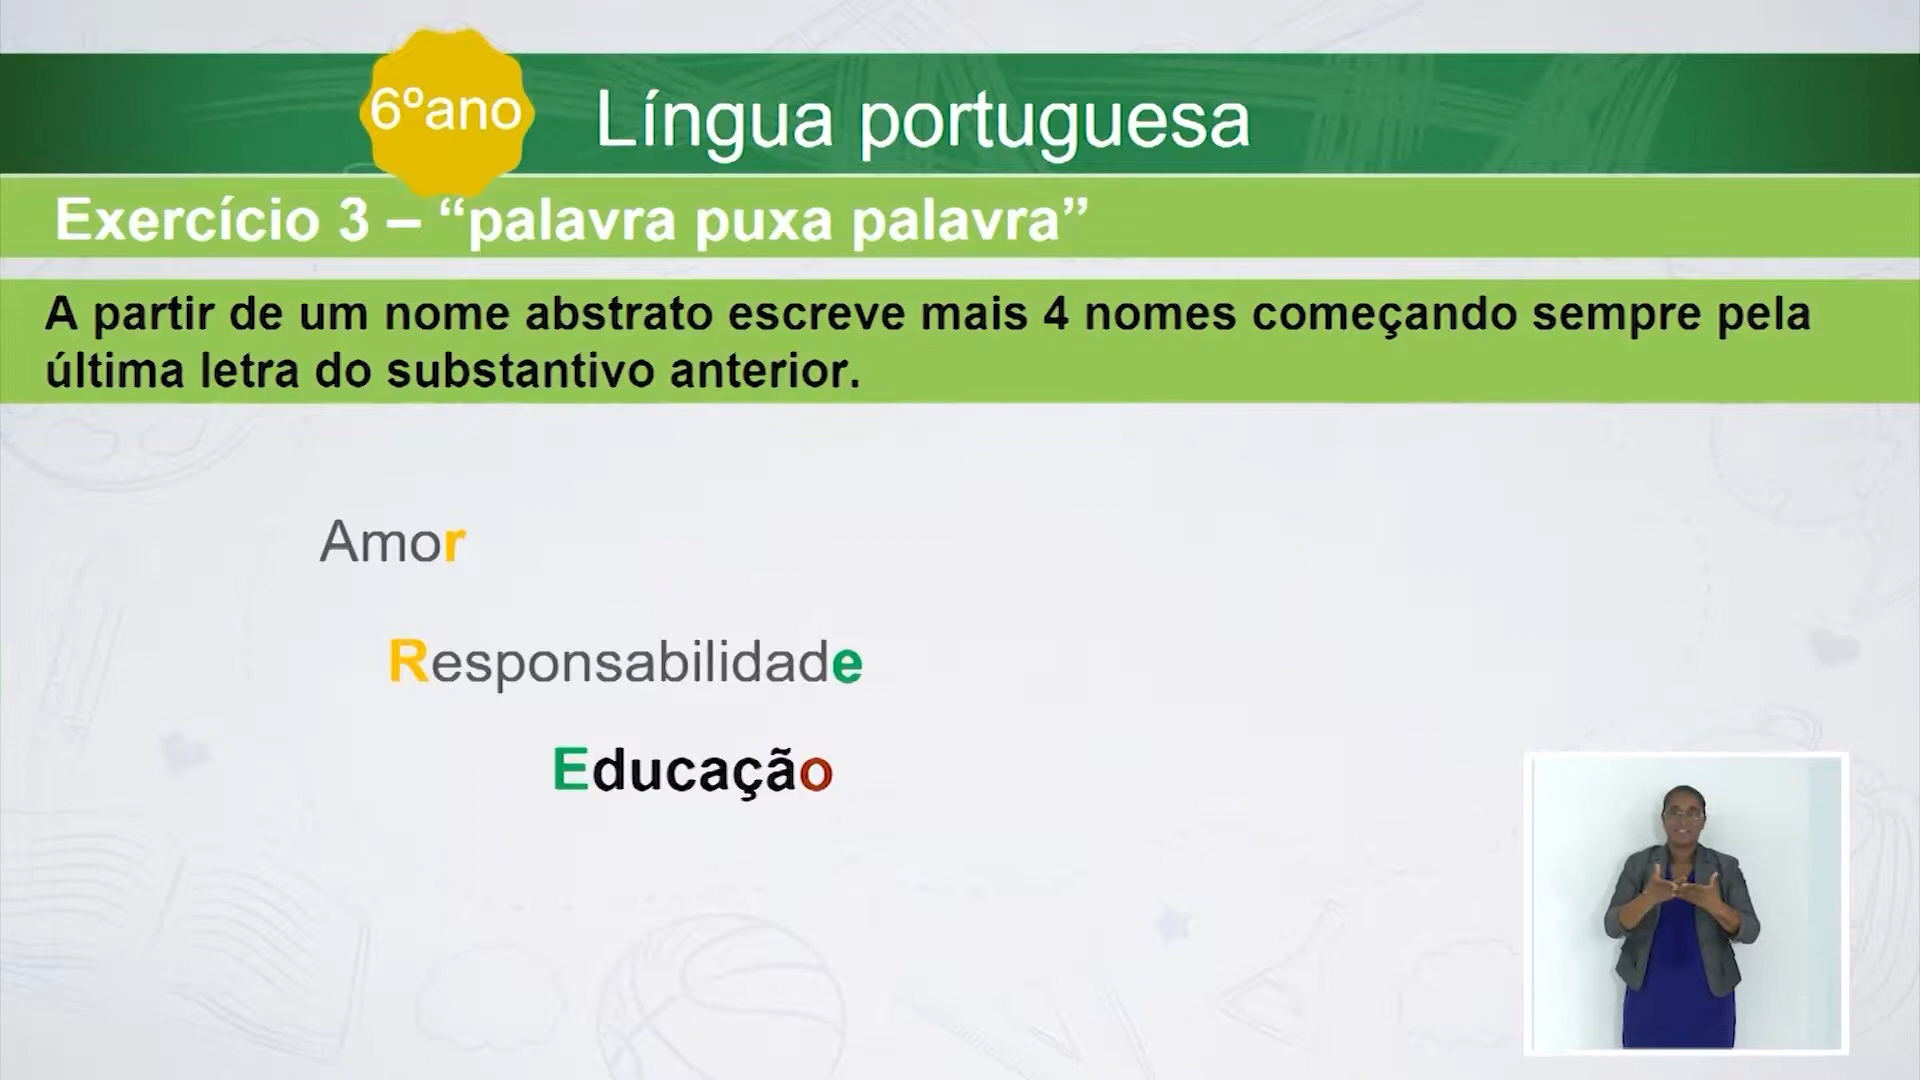 6ºano
Língua portuguesa
Exercício 3 – “palavra puxa palavra”
A partir de um nome abstrato escreve mais 4 nomes começando sempre pela
última letra do substantivo anterior.
Amor
Responsabilidade
Educação